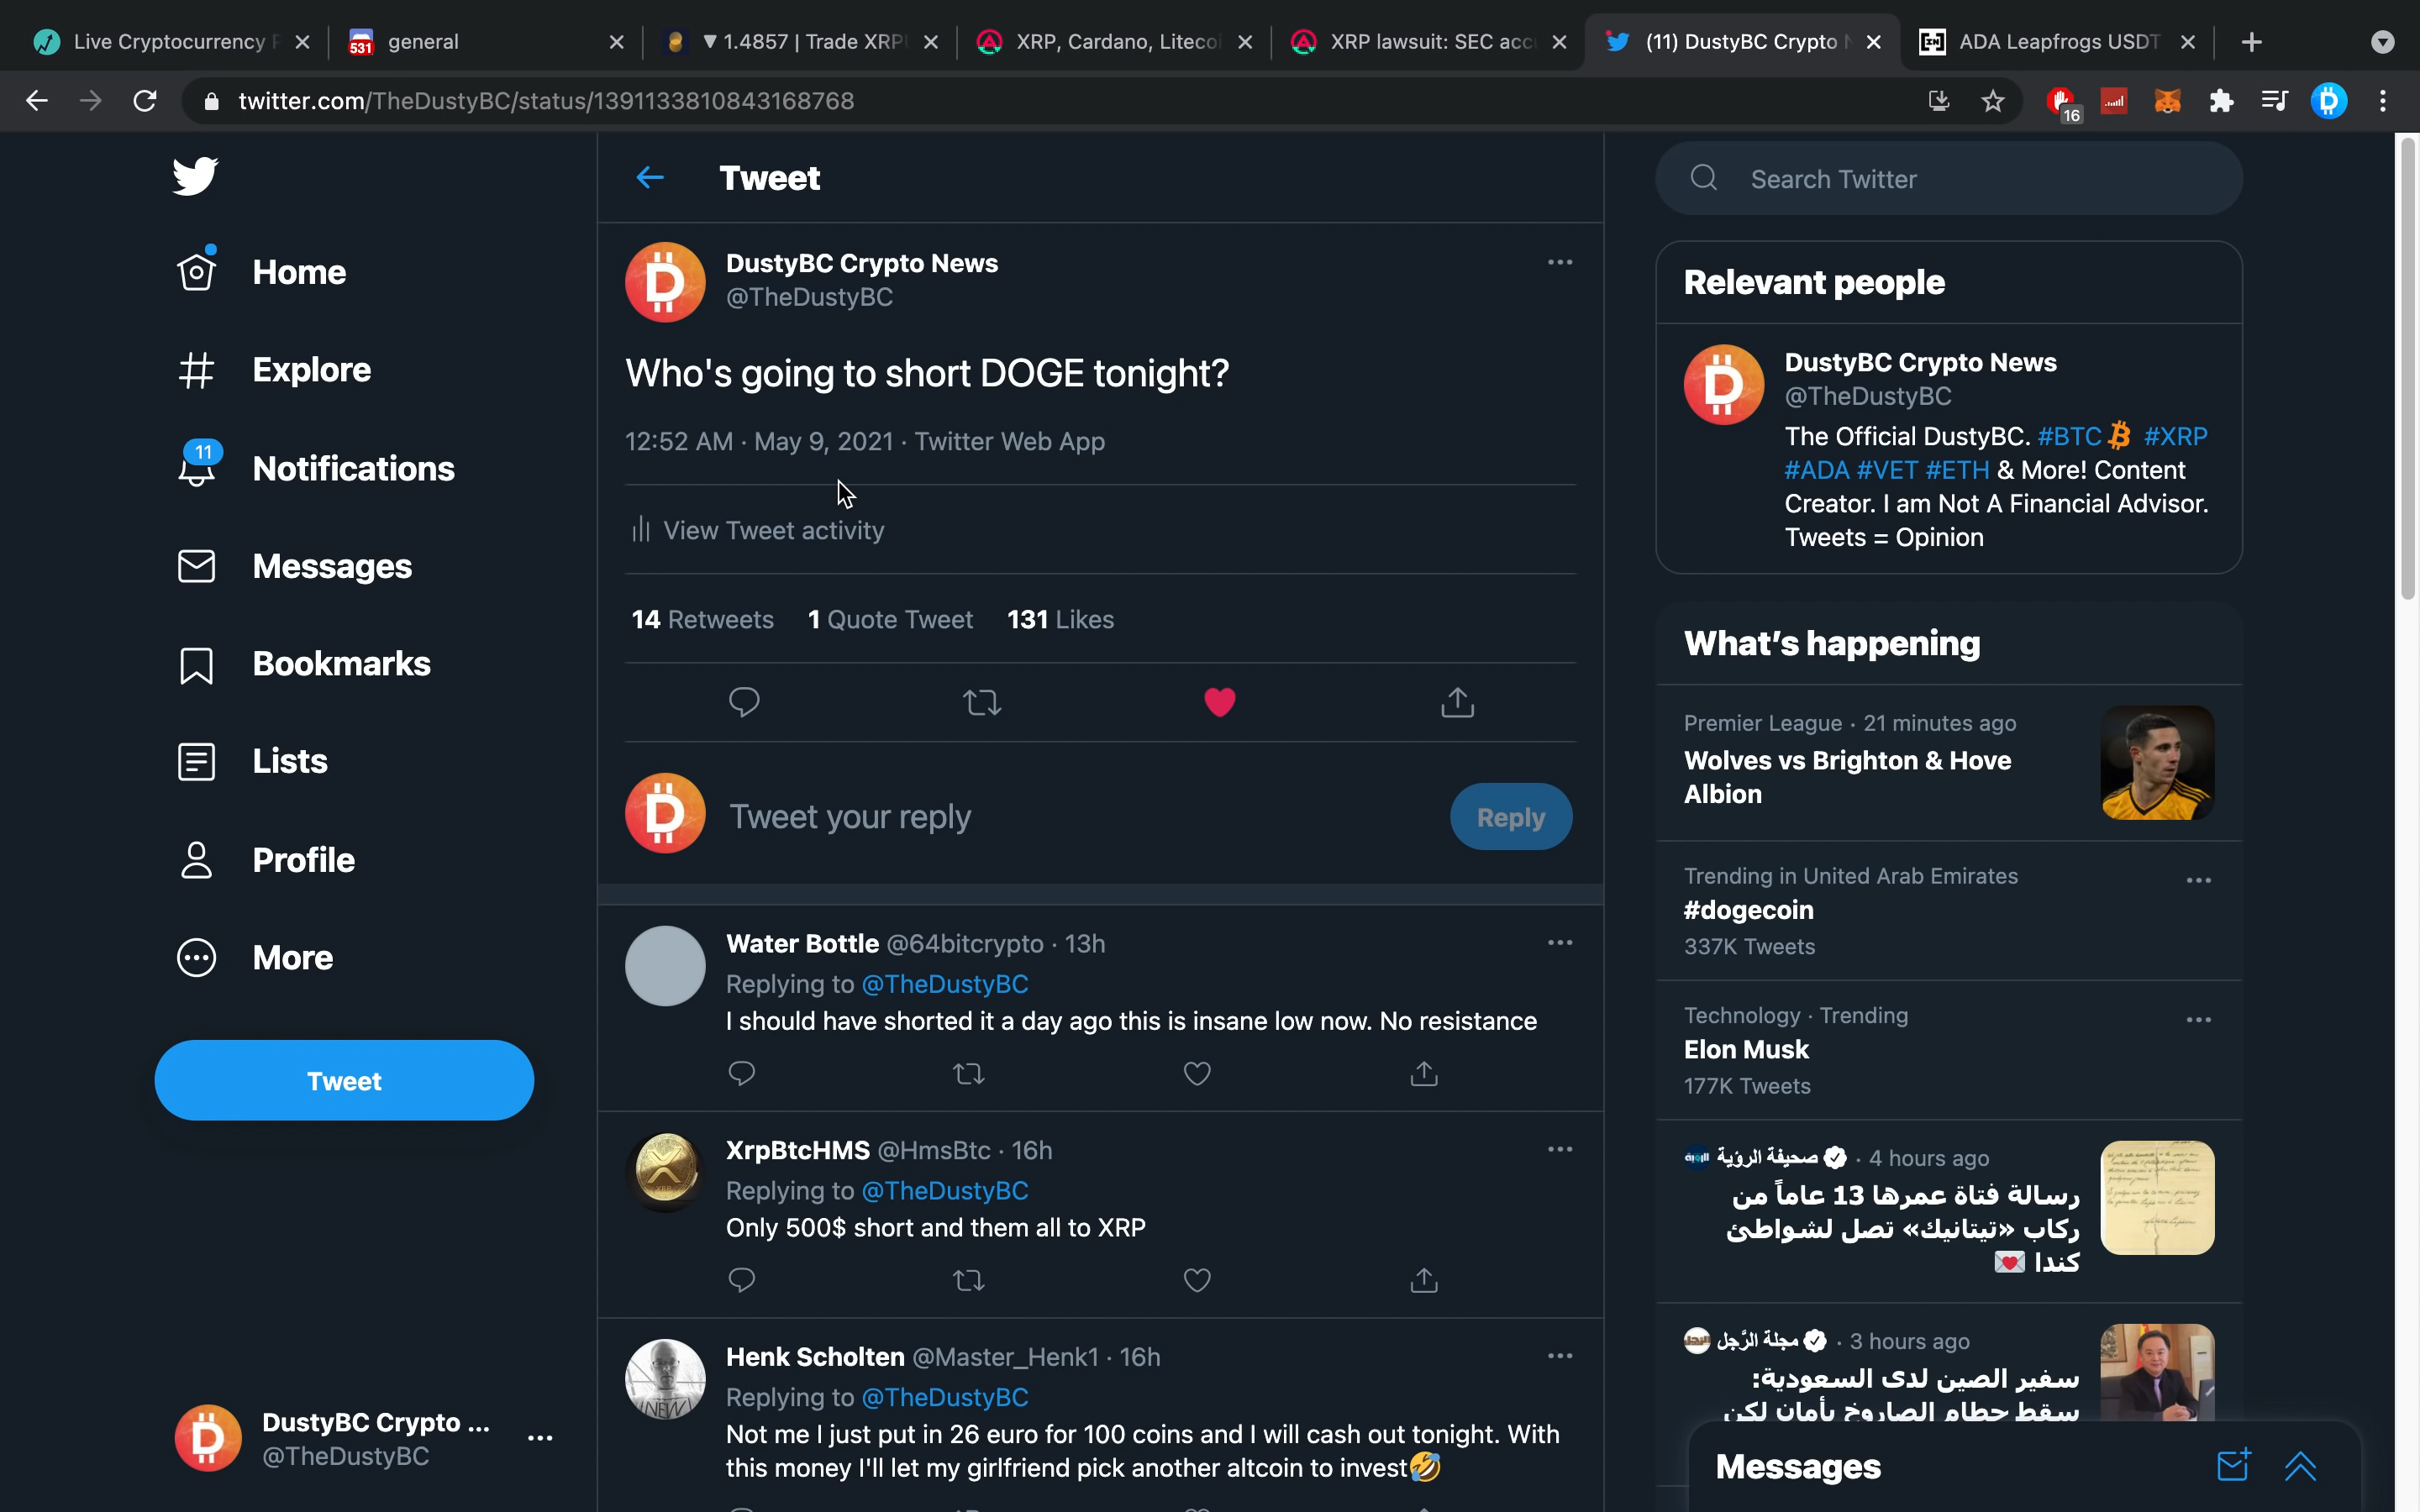 Live Cryptocurrency
531
general
▼ 1.4857 | Trade XRP
XRP, Cardano, Liteco
XRP lawsuit: SEC acc
(11) DustyBC Crypto
ADA Leapfrogs USDT
twitter.com/TheDustyBC/status/1391133810843168768
16
Home
Explore
11
Notifications
Messages
Bookmarks
Lists
Profile
More
Tweet
DustyBC Crypto ...
@TheDustyBC
Tweet
DustyBC Crypto News
@TheDustyBC
Who's going to short DOGE tonight?
12:52 AM · May 9, 2021 · Twitter Web App
View Tweet activity
14 Retweets 1 Quote Tweet 131 Likes
Tweet your reply
Reply
Water Bottle @64bitcrypto · 13h
Replying to @TheDustyBC
I should have shorted it a day ago this is insane low now. No resistance
XrpBtcHMS @HmsBtc · 16h
Replying to @TheDustyBC
Only 500$ short and them all to XRP
Henk Scholten @Master_Henk1 · 16h
Replying to @TheDustyBC
Not me I just put in 26 euro for 100 coins and I will cash out tonight. With
this money I'll let my girlfriend pick another altcoin to invest🤣
Search Twitter
Relevant people
DustyBC Crypto News
@TheDustyBC
The Official DustyBC. #BTC #XRP
#ADA #VET #ETH & More! Content
Creator. I am Not A Financial Advisor.
Tweets = Opinion
What's happening
Premier League · 21 minutes ago
Wolves vs Brighton & Hove
Albion
Trending in United Arab Emirates
#dogecoin
337K Tweets
Technology · Trending
Elon Musk
177K Tweets
صحيفة الرؤية · 4 hours ago
رسالة فتاة عمرها 13 عاماً من
ركاب «تيتانيك» تصل لشواطئ
كندا 💌
مجلة الرَّجل · 3 hours ago
سفير الصين لدى السعودية:
سقط حطام الصاروخ بأمان لكن
Messages